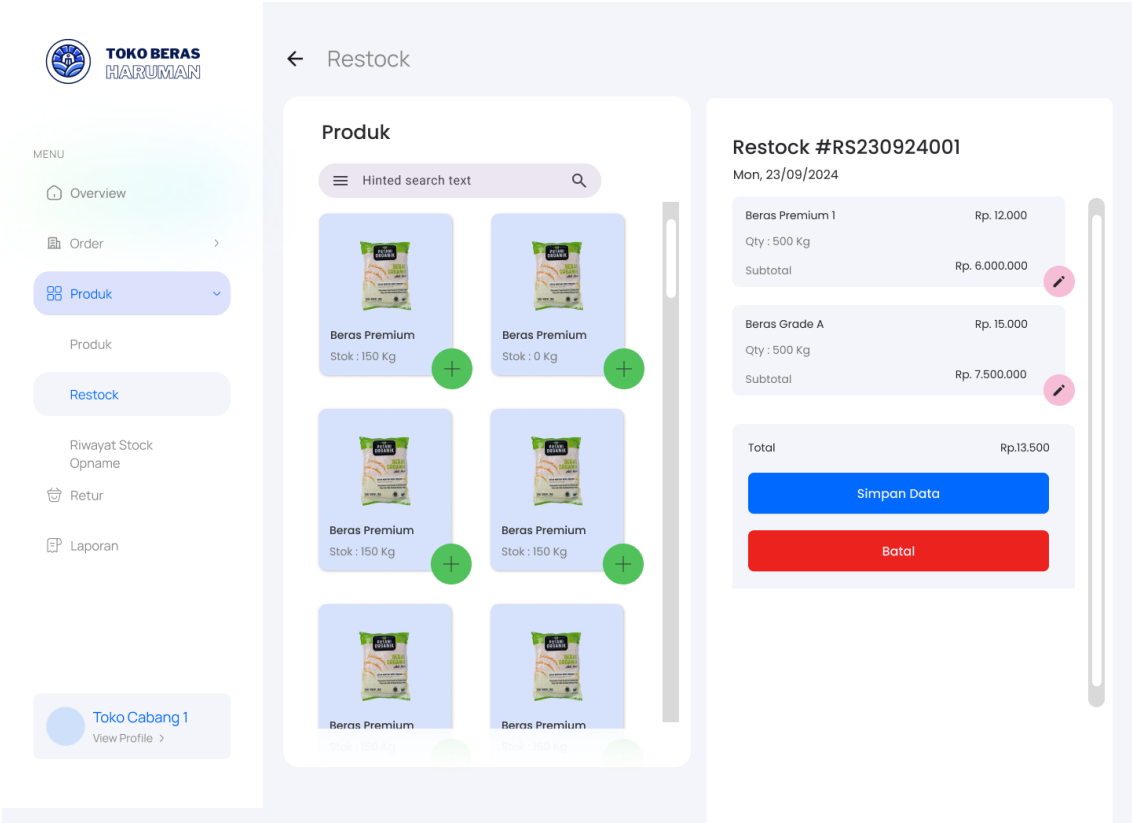 TOKO BERAS
HARUMAN
MENU
Overview
Order
Produk
Produk
Restock
Riwayat Stock
Opname
Retur
Laporan
Toko Cabang 1
View Profile
Restock
Produk
Hinted search text
Beras Premium
Stok : 150 Kg
Beras Premium
Stok : 0 Kg
Beras Premium
Stok : 150 Kg
Beras Premium
Stok : 150 Kg
Beras Premium
Beras Premium
Restock #RS230924001
Mon, 23/09/2024
Beras Premium 1 Rp. 12.000
Qty : 500 Kg
Subtotal Rp. 6.000.000
Beras Grade A Rp. 15.000
Qty : 500 Kg
Subtotal Rp. 7.500.000
Total Rp.13.500
Simpan Data
Batal